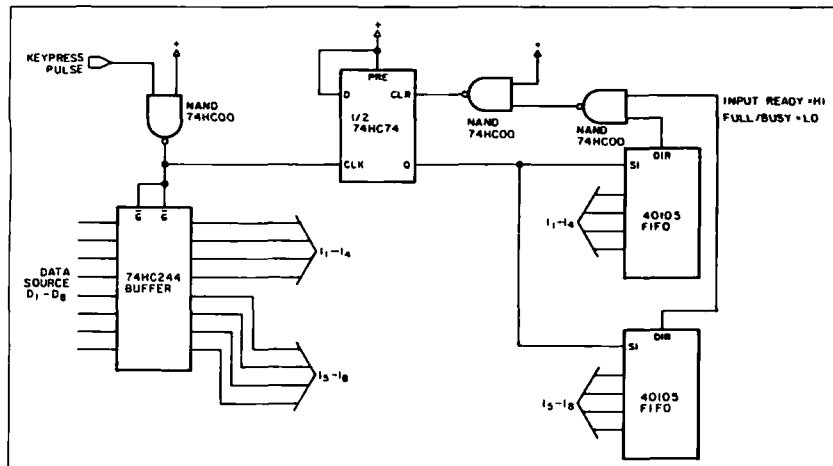 KEYPRESS
PULSE
+
NAND
74HC00
+
PRE
D
CLR
1/2
74HC74
CLK
Q
+
NAND
74HC00
NAND
74HC00
INPUT READY = HI
FULL/BUSY = LO
DIR
SI
40105
FIFO
I1-I4
G G
74HC244
BUFFER
DATA
SOURCE
D1-D8
I1-I4
I5-I8
DIR
SI
40105
FIFO
I5-I8